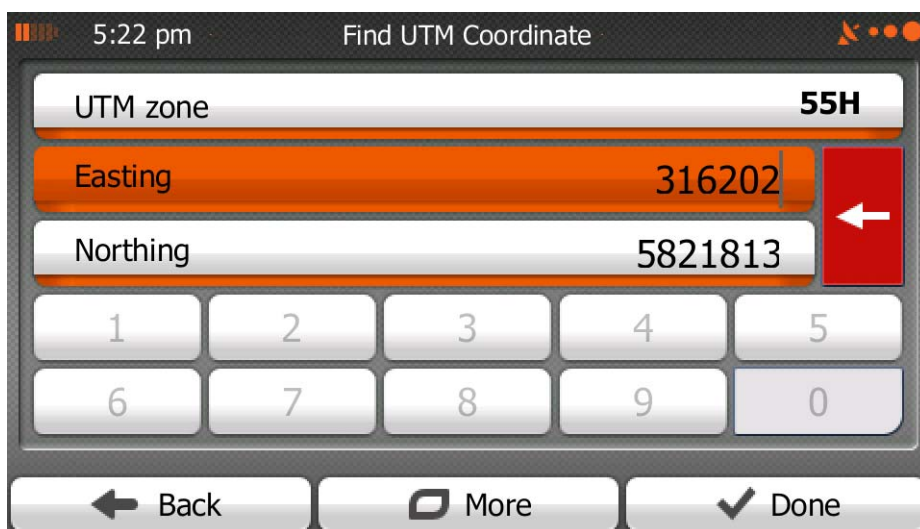 5:22 pm Find UTM Coordinate
UTM zone 55H
Easting 316202
Northing 5821813
1 2 3 4 5
6 7 8 9 0
Back More Done